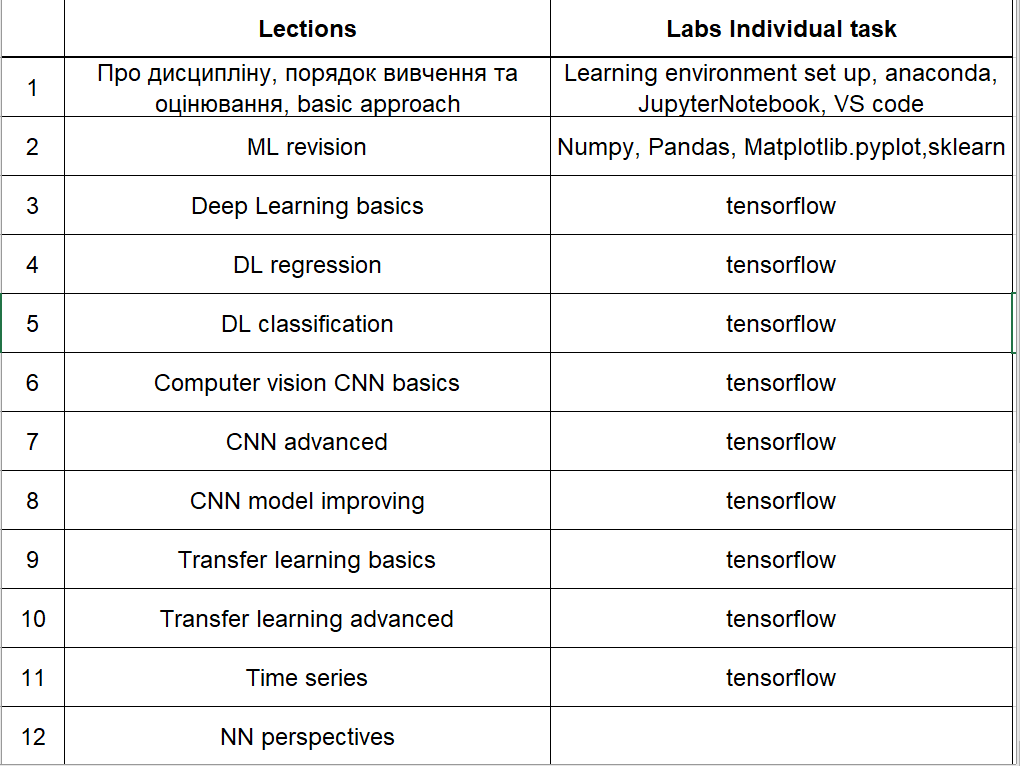 Lections Labs Individual task
1 Про дисципліну, порядок вивчення та оцінювання, basic approach Learning environment set up, anaconda, JupyterNotebook, VS code
2 ML revision Numpy, Pandas, Matplotlib.pyplot,sklearn
3 Deep Learning basics tensorflow
4 DL regression tensorflow
5 DL classification tensorflow
6 Computer vision CNN basics tensorflow
7 CNN advanced tensorflow
8 CNN model improving tensorflow
9 Transfer learning basics tensorflow
10 Transfer learning advanced tensorflow
11 Time series tensorflow
12 NN perspectives